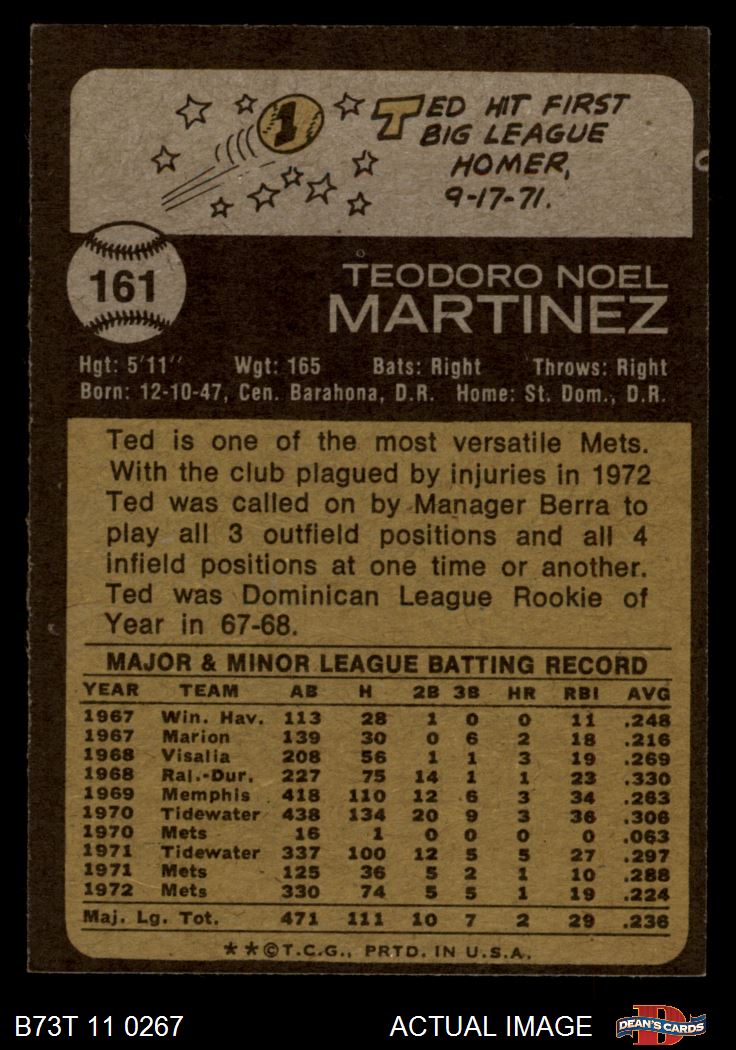 1 TED HIT FIRST
BIG LEAGUE
HOMER,
9-17-71.
161
TEODORO NOEL
MARTINEZ
Hgt: 5'11" Wgt: 165 Bats: Right Throws: Right
Born: 12-10-47, Cen. Barahona, D.R. Home: St. Dom., D.R.
Ted is one of the most versatile Mets.
With the club plagued by injuries in 1972
Ted was called on by Manager Berra to
play all 3 outfield positions and all 4
infield positions at one time or another.
Ted was Dominican League Rookie of
Year in 67-68.
MAJOR & MINOR LEAGUE BATTING RECORD
YEAR TEAM AB H 2B 3B HR RBI AVG
1967 Win. Hav. 113 28 1 0 0 11 .248
1967 Marion 139 30 0 6 2 18 .216
1968 Visalia 208 56 1 1 3 19 .269
1968 Ral.-Dur. 227 75 14 1 1 23 .330
1969 Memphis 418 110 12 6 3 34 .263
1970 Tidewater 438 134 20 9 3 36 .306
1970 Mets 16 1 0 0 0 0 .063
1971 Tidewater 337 100 12 5 5 27 .297
1971 Mets 125 36 5 2 1 10 .288
1972 Mets 330 74 5 5 1 19 .224
Maj. Lg. Tot. 471 111 10 7 2 29 .236
**©T.C.G., PRTD. IN U.S.A.
B73T 11 0267 ACTUAL IMAGE D DEAN'S CARDS